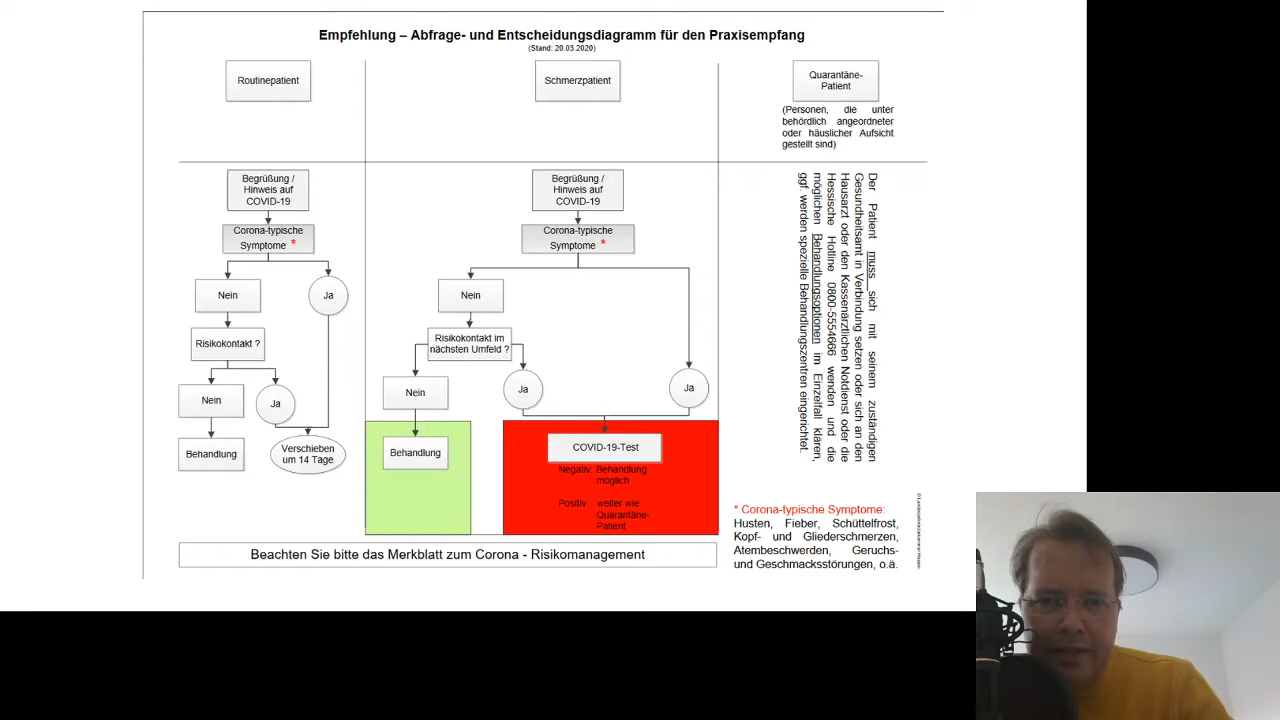 Empfehlung – Abfrage- und Entscheidungsdiagramm für den Praxisempfang
(Stand: 20.03.2020)
Routinepatient
Schmerzpatient
Quarantäne-
Patient
(Personen, die unter
behördlich angeordneter
oder häuslicher Aufsicht
gestellt sind)
Begrüßung /
Hinweis auf
COVID-19
Corona-typische
Symptome *
Nein
Ja
Risikokontakt ?
Nein
Ja
Behandlung
Verschieben
um 14 Tage
Begrüßung /
Hinweis auf
COVID-19
Corona-typische
Symptome *
Nein
Risikokontakt im
nächsten Umfeld ?
Nein
Ja
Ja
Behandlung
COVID-19-Test
Negativ: Behandlung
möglich
Positiv: weiter wie
Quarantäne-
Patient
Der Patient muss sich mit seinem zuständigen
Gesundheitsamt in Verbindung setzen oder sich an den
Hausarzt oder den Kassenärztlichen Notdienst oder die
Hessische Hotline 0800-5554666 wenden und die
möglichen Behandlungsoptionen im Einzelfall klären,
ggf. werden spezielle Behandlungszentren eingerichtet.
* Corona-typische Symptome:
Husten, Fieber, Schüttelfrost,
Kopf- und Gliederschmerzen,
Atembeschwerden, Geruchs-
und Geschmacksstörungen, o.ä.
© Landeszahnärztekammer Hessen
Beachten Sie bitte das Merkblatt zum Corona - Risikomanagement